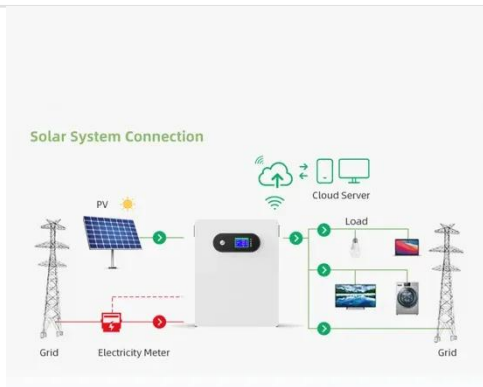 Solar System Connection
Cloud Server
PV
Load
Grid
Electricity Meter
Grid